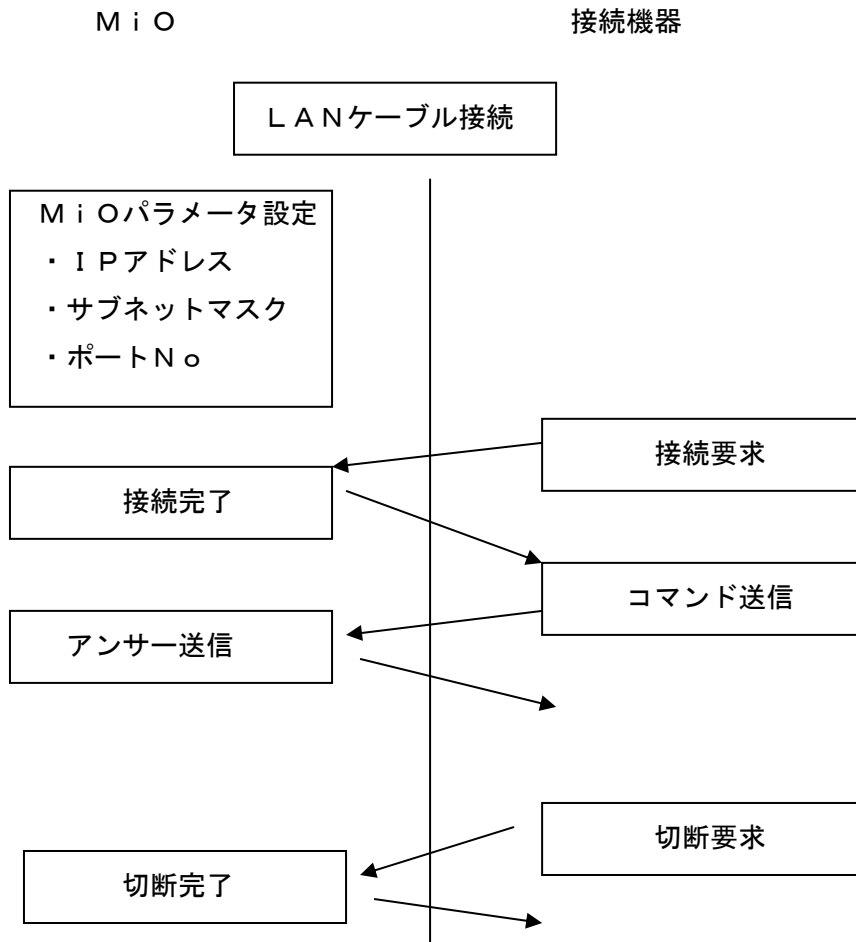 ＭｉＯ
接続機器
ＬＡＮケーブル接続
ＭｉＯパラメータ設定
・ＩＰアドレス
・サブネットマスク
・ポートＮｏ
接続要求
接続完了
コマンド送信
アンサー送信
切断要求
切断完了